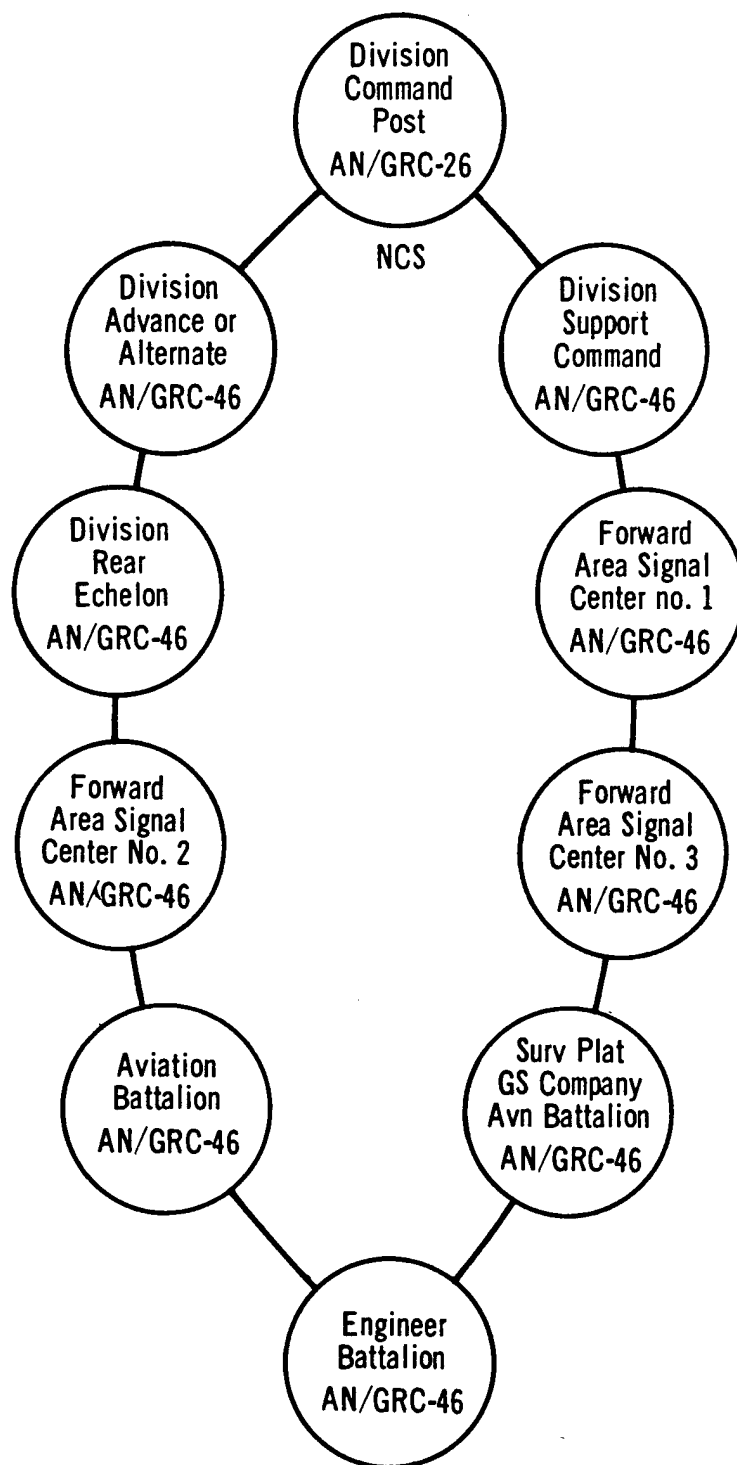 Division
Command
Post
AN/GRC-26
NCS
Division
Advance or
Alternate
AN/GRC-46
Division
Support
Command
AN/GRC-46
Division
Rear
Echelon
AN/GRC-46
Forward
Area Signal
Center no. 1
AN/GRC-46
Forward
Area Signal
Center No. 2
AN/GRC-46
Forward
Area Signal
Center No. 3
AN/GRC-46
Aviation
Battalion
AN/GRC-46
Surv Plat
GS Company
Avn Battalion
AN/GRC-46
Engineer
Battalion
AN/GRC-46